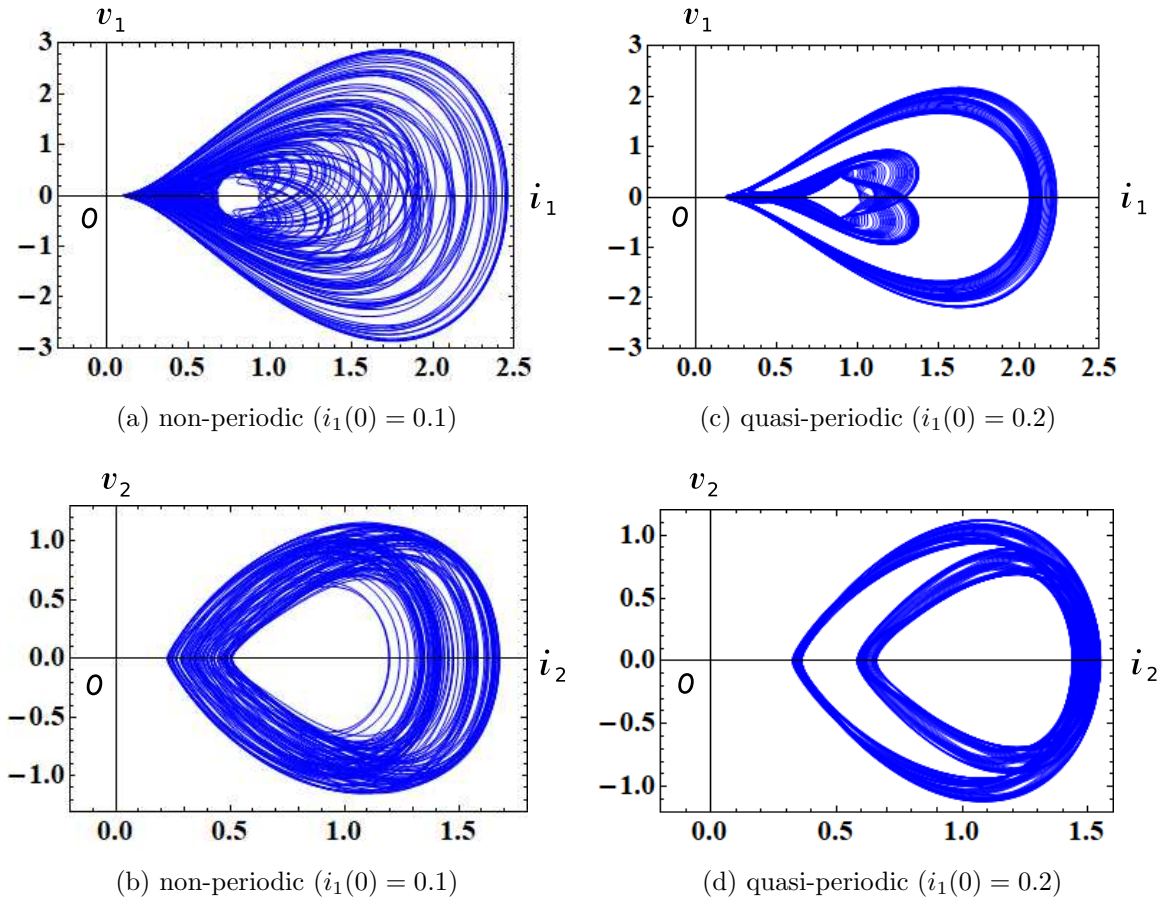 v1
3
2
1
0
−1
−2
−3
O
i1
0.0 0.5 1.0 1.5 2.0 2.5
(a) non-periodic (i1(0) = 0.1)
v1
3
2
1
0
−1
−2
−3
O
i1
0.0 0.5 1.0 1.5 2.0 2.5
(c) quasi-periodic (i1(0) = 0.2)
v2
1.0
0.5
0.0
−0.5
−1.0
O
i2
0.0 0.5 1.0 1.5
(b) non-periodic (i1(0) = 0.1)
v2
1.0
0.5
0.0
−0.5
−1.0
O
i2
0.0 0.5 1.0 1.5
(d) quasi-periodic (i1(0) = 0.2)